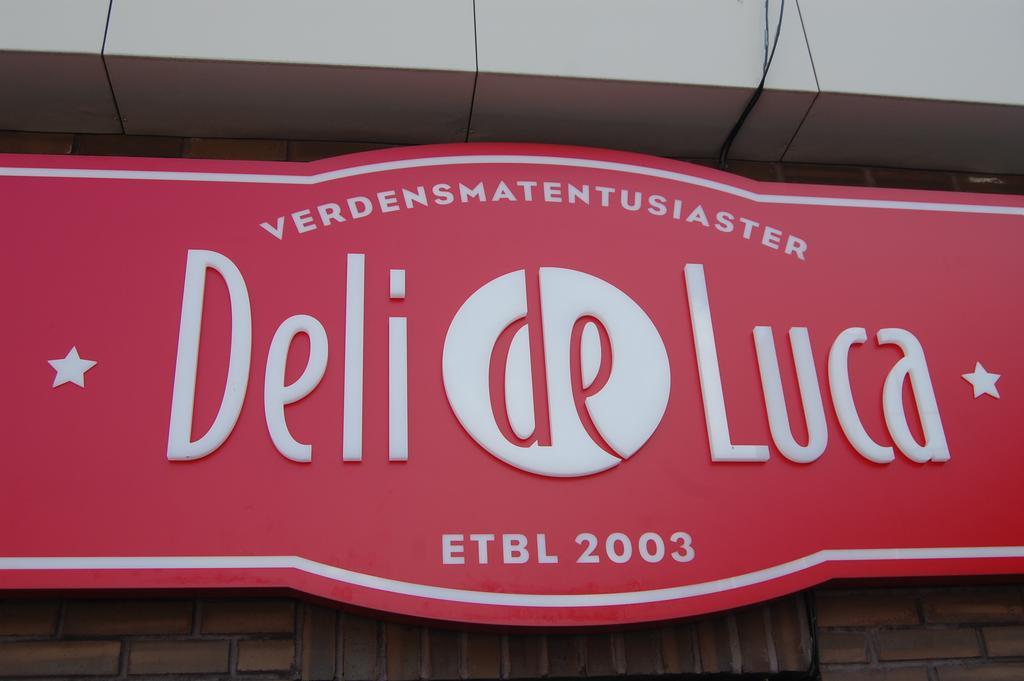 VERDENSMATENTUSIASTER
Deli de Luca
ETBL 2003